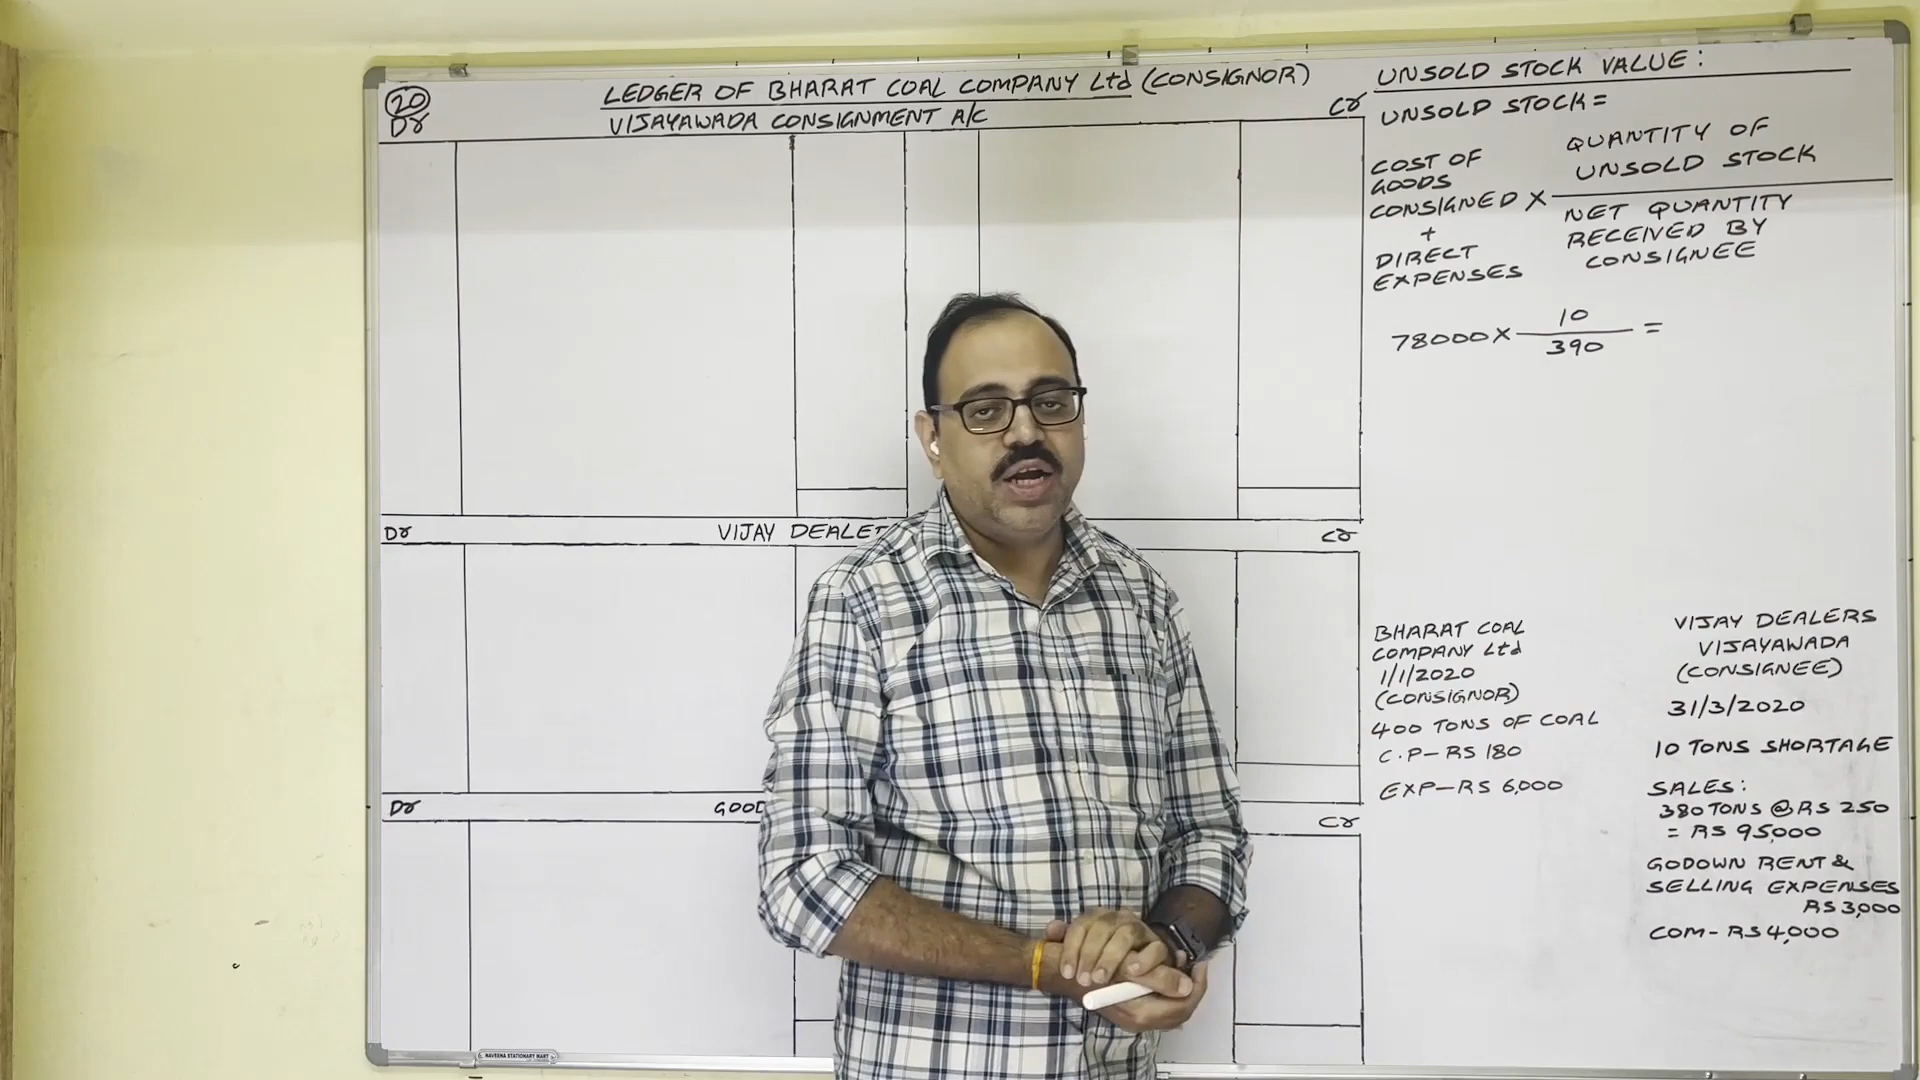 20
LEDGER OF BHARAT COAL COMPANY Ltd (CONSIGNOR)
Dr
VIJAYAWADA CONSIGNMENT A/C
Cr
Dr
VIJAY DEALE
Cr
Dr
GOOD
Cr
UNSOLD STOCK VALUE:
UNSOLD STOCK =
COST OF
GOODS
CONSIGNED X
+
DIRECT
EXPENSES
QUANTITY OF
UNSOLD STOCK
NET QUANTITY
RECEIVED BY
CONSIGNEE
78000 X 10
390
=
BHARAT COAL
COMPANY Ltd
1/1/2020
(CONSIGNOR)
400 TONS OF COAL
C.P-RS 180
EXP-RS 6,000
VIJAY DEALERS
VIJAYAWADA
(CONSIGNEE)
31/3/2020
10 TONS SHORTAGE
SALES:
380 TONS @ RS 250
= RS 95,000
GODOWN RENT &
SELLING EXPENSES
RS 3,000
COM- RS 4,000
NAVEENA STATIONARY MART